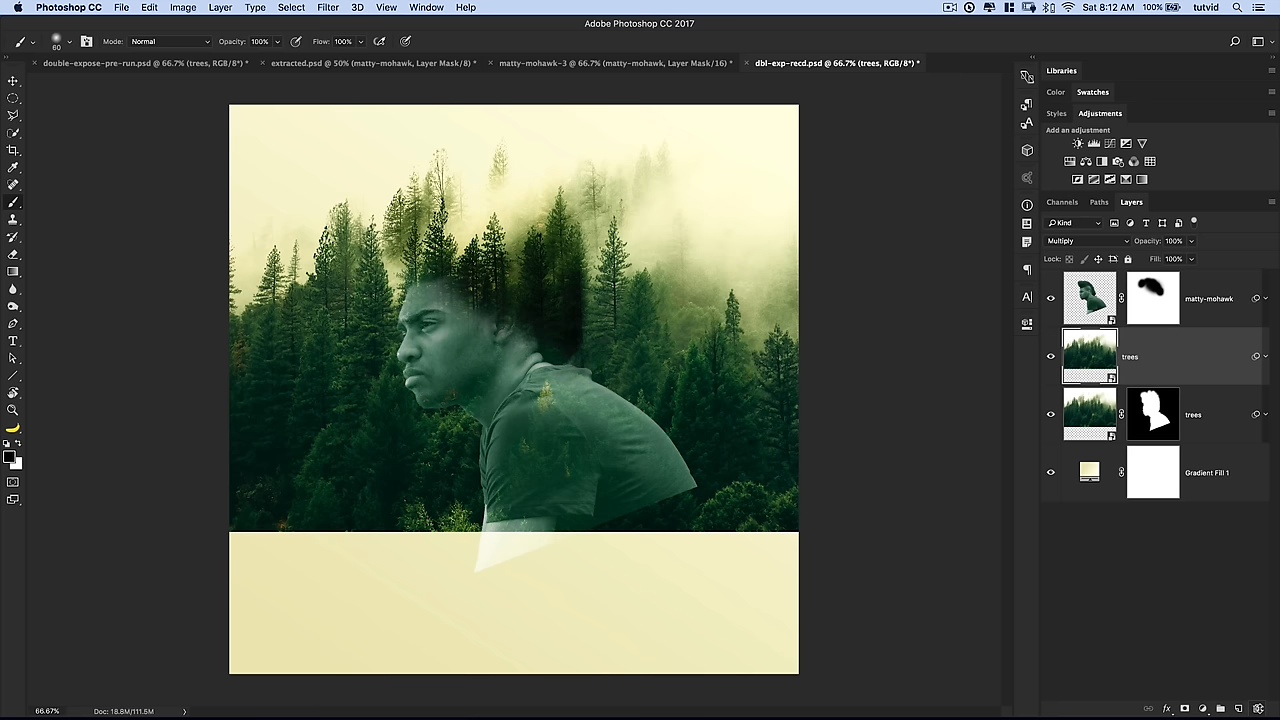 Photoshop CC File Edit Image Layer Type Select Filter 3D View Window Help 100% Sat 8:12 AM tutvid
Adobe Photoshop CC 2017
60 Mode: Normal Opacity: 100% Flow: 100%
double-expose-pre-run.psd @ 66.7% (trees, RGB/8*) * extracted.psd @ 50% (matty-mohawk, Layer Mask/8) * matty-mohawk-3 @ 66.7% (matty-mohawk, Layer Mask/16) * dbl-exp-recd.psd @ 66.7% (trees, RGB/8*) *
Libraries
Color Swatches
Styles Adjustments
Add an adjustment
Channels Paths Layers
Kind
Multiply Opacity: 100%
Lock: Fill: 100%
matty-mohawk
trees
trees
Gradient Fill 1
66.67% Doc: 18.8M/111.5M